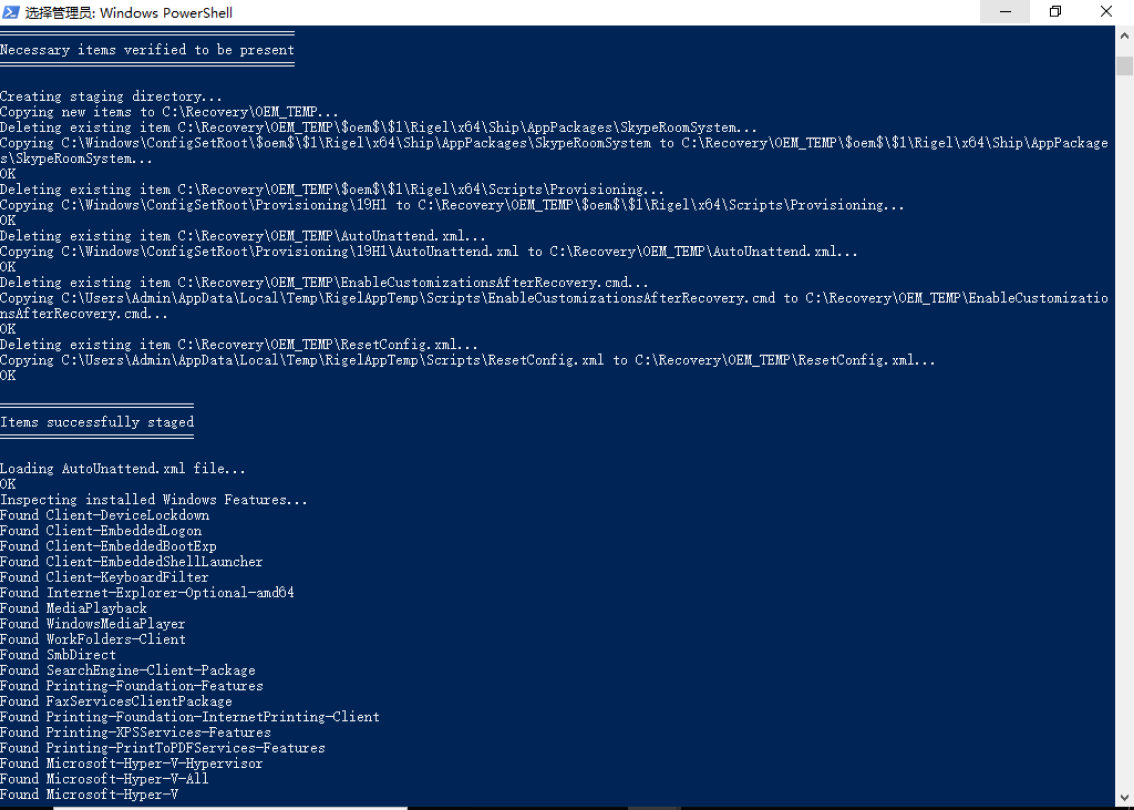 选择管理员: Windows PowerShell
Necessary items verified to be present
Creating staging directory...
Copying new items to C:\Recovery\OEM_TEMP...
Deleting existing item C:\Recovery\OEM_TEMP\$oem$\$1\Rigel\x64\Ship\AppPackages\SkypeRoomSystem...
Copying C:\Windows\ConfigSetRoot\$oem$\$1\Rigel\x64\Ship\AppPackages\SkypeRoomSystem to C:\Recovery\OEM_TEMP\$oem$\$1\Rigel\x64\Ship\AppPackage
s\SkypeRoomSystem...
OK
Deleting existing item C:\Recovery\OEM_TEMP\$oem$\$1\Rigel\x64\Scripts\Provisioning...
Copying C:\Windows\ConfigSetRoot\Provisioning\19H1 to C:\Recovery\OEM_TEMP\$oem$\$1\Rigel\x64\Scripts\Provisioning...
OK
Deleting existing item C:\Recovery\OEM_TEMP\AutoUnattend.xml...
Copying C:\Windows\ConfigSetRoot\Provisioning\19H1\AutoUnattend.xml to C:\Recovery\OEM_TEMP\AutoUnattend.xml...
OK
Deleting existing item C:\Recovery\OEM_TEMP\EnableCustomizationsAfterRecovery.cmd...
Copying C:\Users\Admin\AppData\Local\Temp\RigelAppTemp\Scripts\EnableCustomizationsAfterRecovery.cmd to C:\Recovery\OEM_TEMP\EnableCustomizatio
nsAfterRecovery.cmd...
OK
Deleting existing item C:\Recovery\OEM_TEMP\ResetConfig.xml...
Copying C:\Users\Admin\AppData\Local\Temp\RigelAppTemp\Scripts\ResetConfig.xml to C:\Recovery\OEM_TEMP\ResetConfig.xml...
OK
Items successfully staged
Loading AutoUnattend.xml file...
OK
Inspecting installed Windows Features...
Found Client-DeviceLockdown
Found Client-EmbeddedLogon
Found Client-EmbeddedBootExp
Found Client-EmbeddedShellLauncher
Found Client-KeyboardFilter
Found Internet-Explorer-Optional-amd64
Found MediaPlayback
Found WindowsMediaPlayer
Found WorkFolders-Client
Found SmbDirect
Found SearchEngine-Client-Package
Found Printing-Foundation-Features
Found FaxServicesClientPackage
Found Printing-Foundation-InternetPrinting-Client
Found Printing-XPSServices-Features
Found Printing-PrintToPDFServices-Features
Found Microsoft-Hyper-V-Hypervisor
Found Microsoft-Hyper-V-All
Found Microsoft-Hyper-V